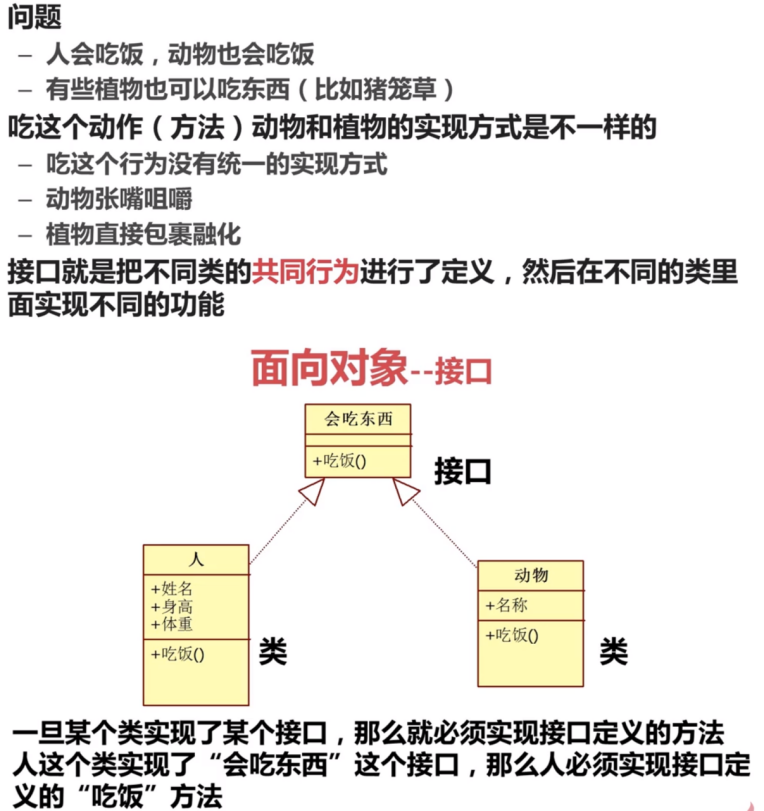 问题
– 人会吃饭，动物也会吃饭
– 有些植物也可以吃东西（比如猪笼草）
吃这个动作（方法）动物和植物的实现方式是不一样的
– 吃这个行为没有统一的实现方式
– 动物张嘴咀嚼
– 植物直接包裹融化
接口就是把不同类的共同行为进行了定义，然后在不同的类里
面实现不同的功能
面向对象--接口
会吃东西
+吃饭()
接口
人
+姓名
+身高
+体重
+吃饭()
类
动物
+名称
+吃饭()
类
一旦某个类实现了某个接口，那么就必须实现接口定义的方法
人这个类实现了“会吃东西”这个接口，那么人必须实现接口定
义的“吃饭”方法